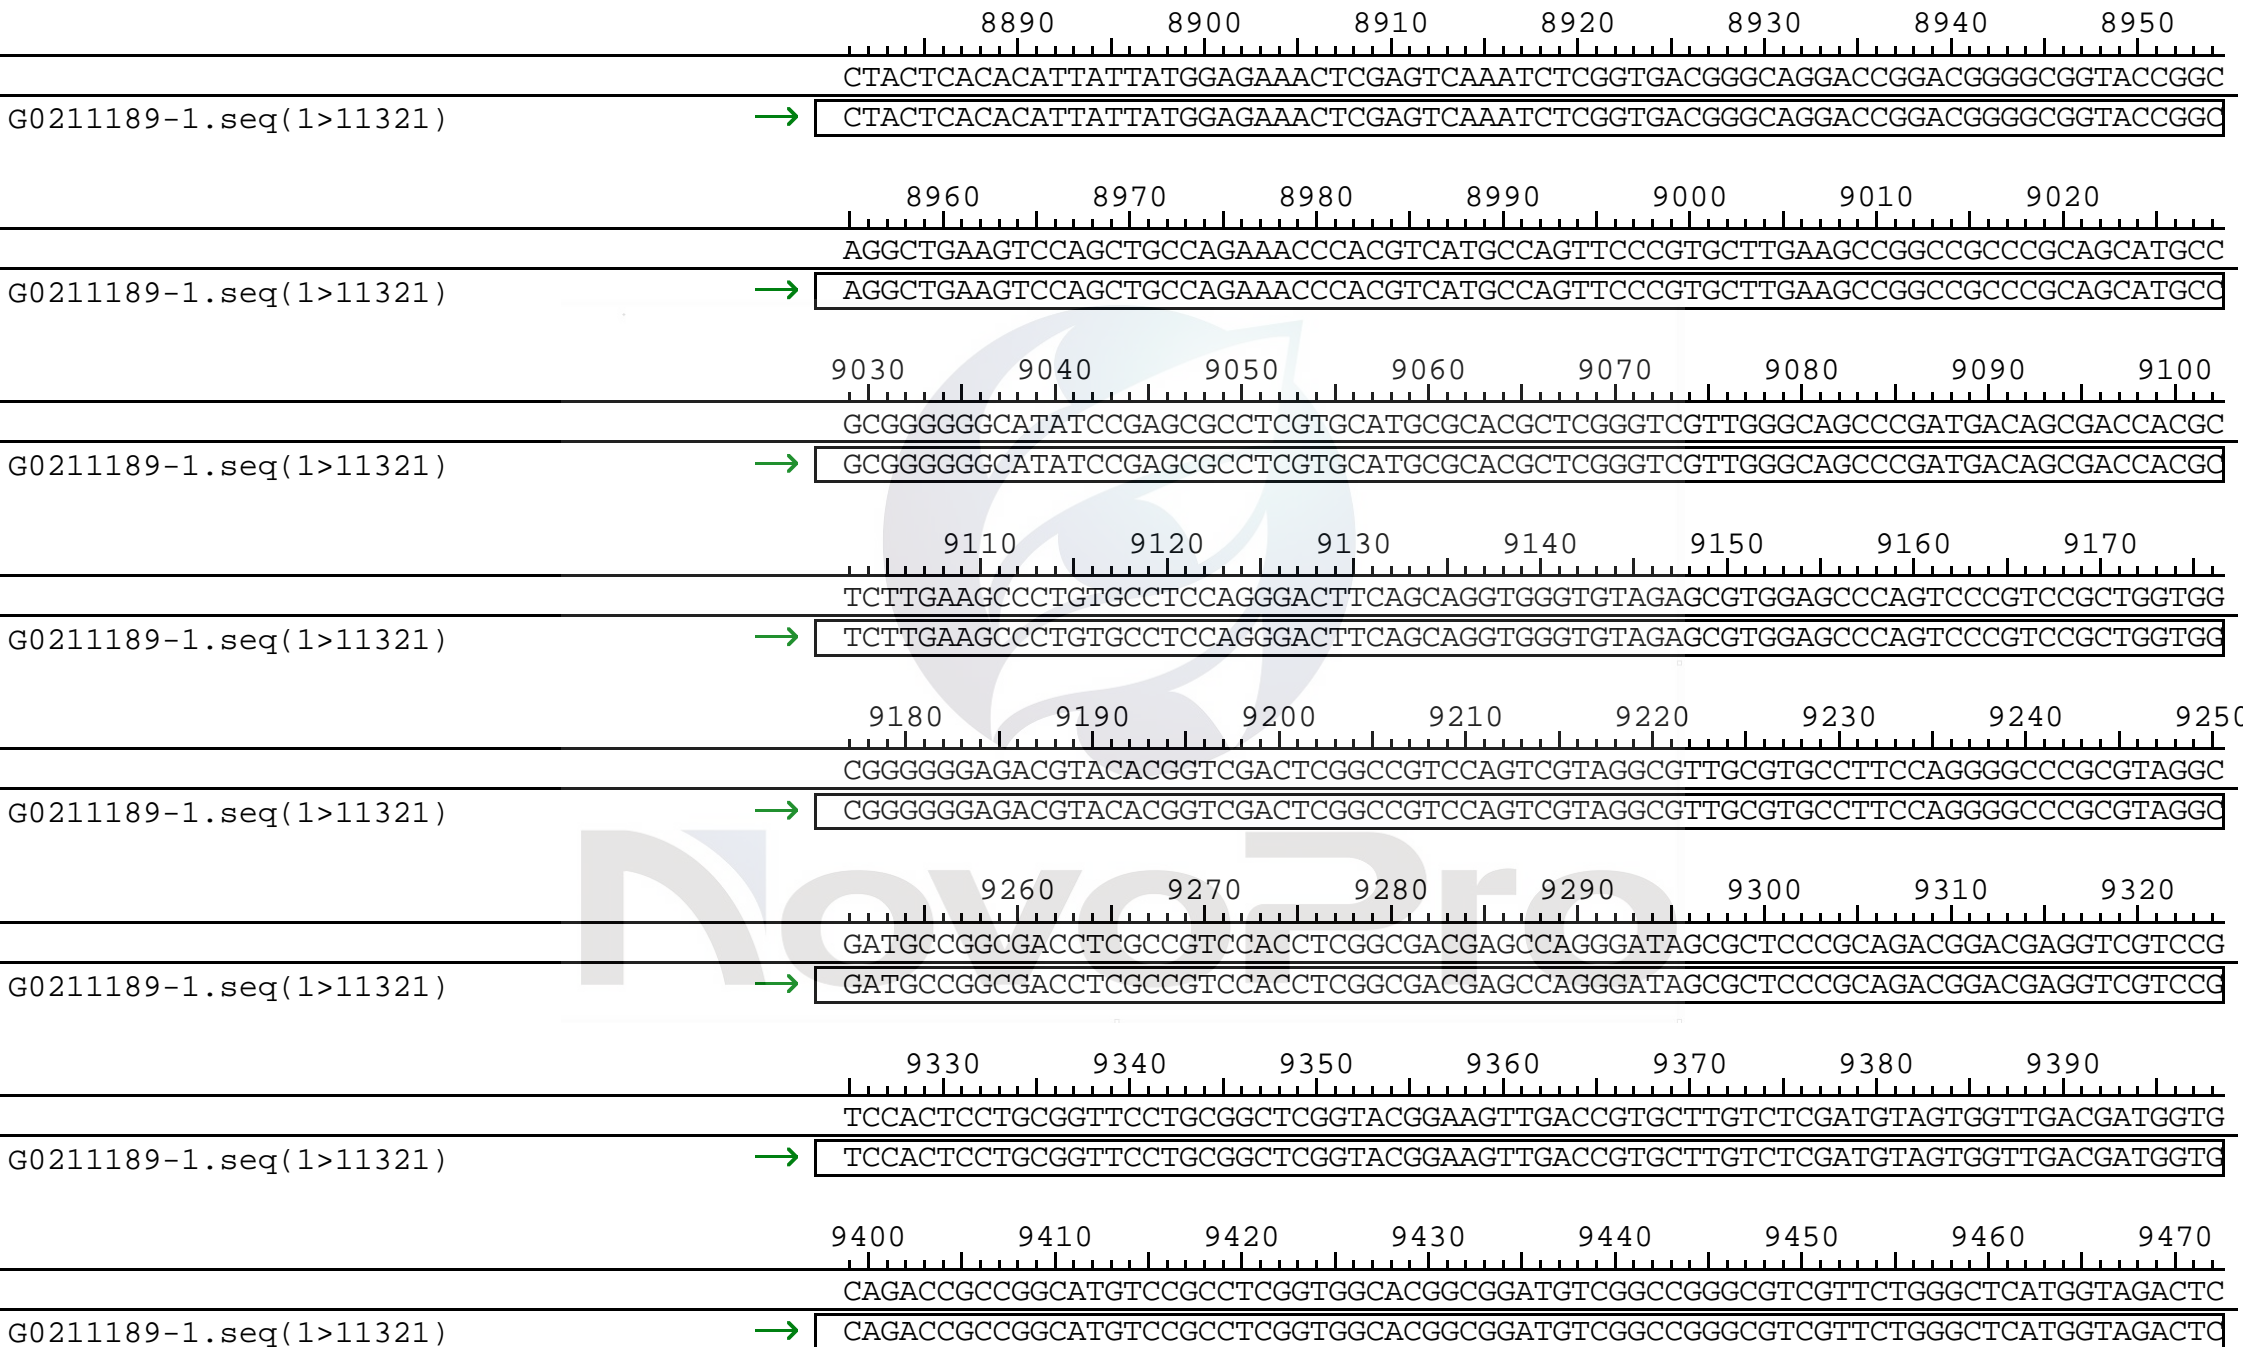 8890 8900 8910 8920 8930 8940 8950
CTACTCACACATTATTATGGAGAAACTCGAGTCAAATCTCGGTGACGGGCAGGACCGGACGGGGCGGTACCGGC
G0211189-1.seq(1>11321) → CTACTCACACATTATTATGGAGAAACTCGAGTCAAATCTCGGTGACGGGCAGGACCGGACGGGGCGGTACCGGC
8960 8970 8980 8990 9000 9010 9020
AGGCTGAAGTCCAGCTGCCAGAAACCCACGTCATGCCAGTTCCCGTGCTTGAAGCCGGCCGCCCGCAGCATGCC
G0211189-1.seq(1>11321) → AGGCTGAAGTCCAGCTGCCAGAAACCCACGTCATGCCAGTTCCCGTGCTTGAAGCCGGCCGCCCGCAGCATGCC
9030 9040 9050 9060 9070 9080 9090 9100
GCGGGGGGCATATCCGAGCGCCTCGTGCATGCGCACGCTCGGGTCGTTGGGCAGCCCGATGACAGCGACCACGC
G0211189-1.seq(1>11321) → GCGGGGGGCATATCCGAGCGCCTCGTGCATGCGCACGCTCGGGTCGTTGGGCAGCCCGATGACAGCGACCACGC
9110 9120 9130 9140 9150 9160 9170
TCTTGAAGCCCTGTGCCTCCAGGGACTTCAGCAGGTGGGTGTAGAGCGTGGAGCCCAGTCCCGTCCGCTGGTGG
G0211189-1.seq(1>11321) → TCTTGAAGCCCTGTGCCTCCAGGGACTTCAGCAGGTGGGTGTAGAGCGTGGAGCCCAGTCCCGTCCGCTGGTGG
9180 9190 9200 9210 9220 9230 9240 9250
CGGGGGGAGACGTACACGGTCGACTCGGCCGTCCAGTCGTAGGCGTTGCGTGCCTTCCAGGGGCCCGCGTAGGC
G0211189-1.seq(1>11321) → CGGGGGGAGACGTACACGGTCGACTCGGCCGTCCAGTCGTAGGCGTTGCGTGCCTTCCAGGGGCCCGCGTAGGC
NovoPro
9260 9270 9280 9290 9300 9310 9320
GATGCCGGCGACCTCGCCGTCCACCTCGGCGACGAGCCAGGGATAGCGCTCCCGCAGACGGACGAGGTCGTCCG
G0211189-1.seq(1>11321) → GATGCCGGCGACCTCGCCGTCCACCTCGGCGACGAGCCAGGGATAGCGCTCCCGCAGACGGACGAGGTCGTCCG
9330 9340 9350 9360 9370 9380 9390
TCCACTCCTGCGGTTCCTGCGGCTCGGTACGGAAGTTGACCGTGCTTGTCTCGATGTAGTGGTTGACGATGGTG
G0211189-1.seq(1>11321) → TCCACTCCTGCGGTTCCTGCGGCTCGGTACGGAAGTTGACCGTGCTTGTCTCGATGTAGTGGTTGACGATGGTG
9400 9410 9420 9430 9440 9450 9460 9470
CAGACCGCCGGCATGTCCGCCTCGGTGGCACGGCGGATGTCGGCCGGGCGTCGTTCTGGGCTCATGGTAGACTC
G0211189-1.seq(1>11321) → CAGACCGCCGGCATGTCCGCCTCGGTGGCACGGCGGATGTCGGCCGGGCGTCGTTCTGGGCTCATGGTAGACTC